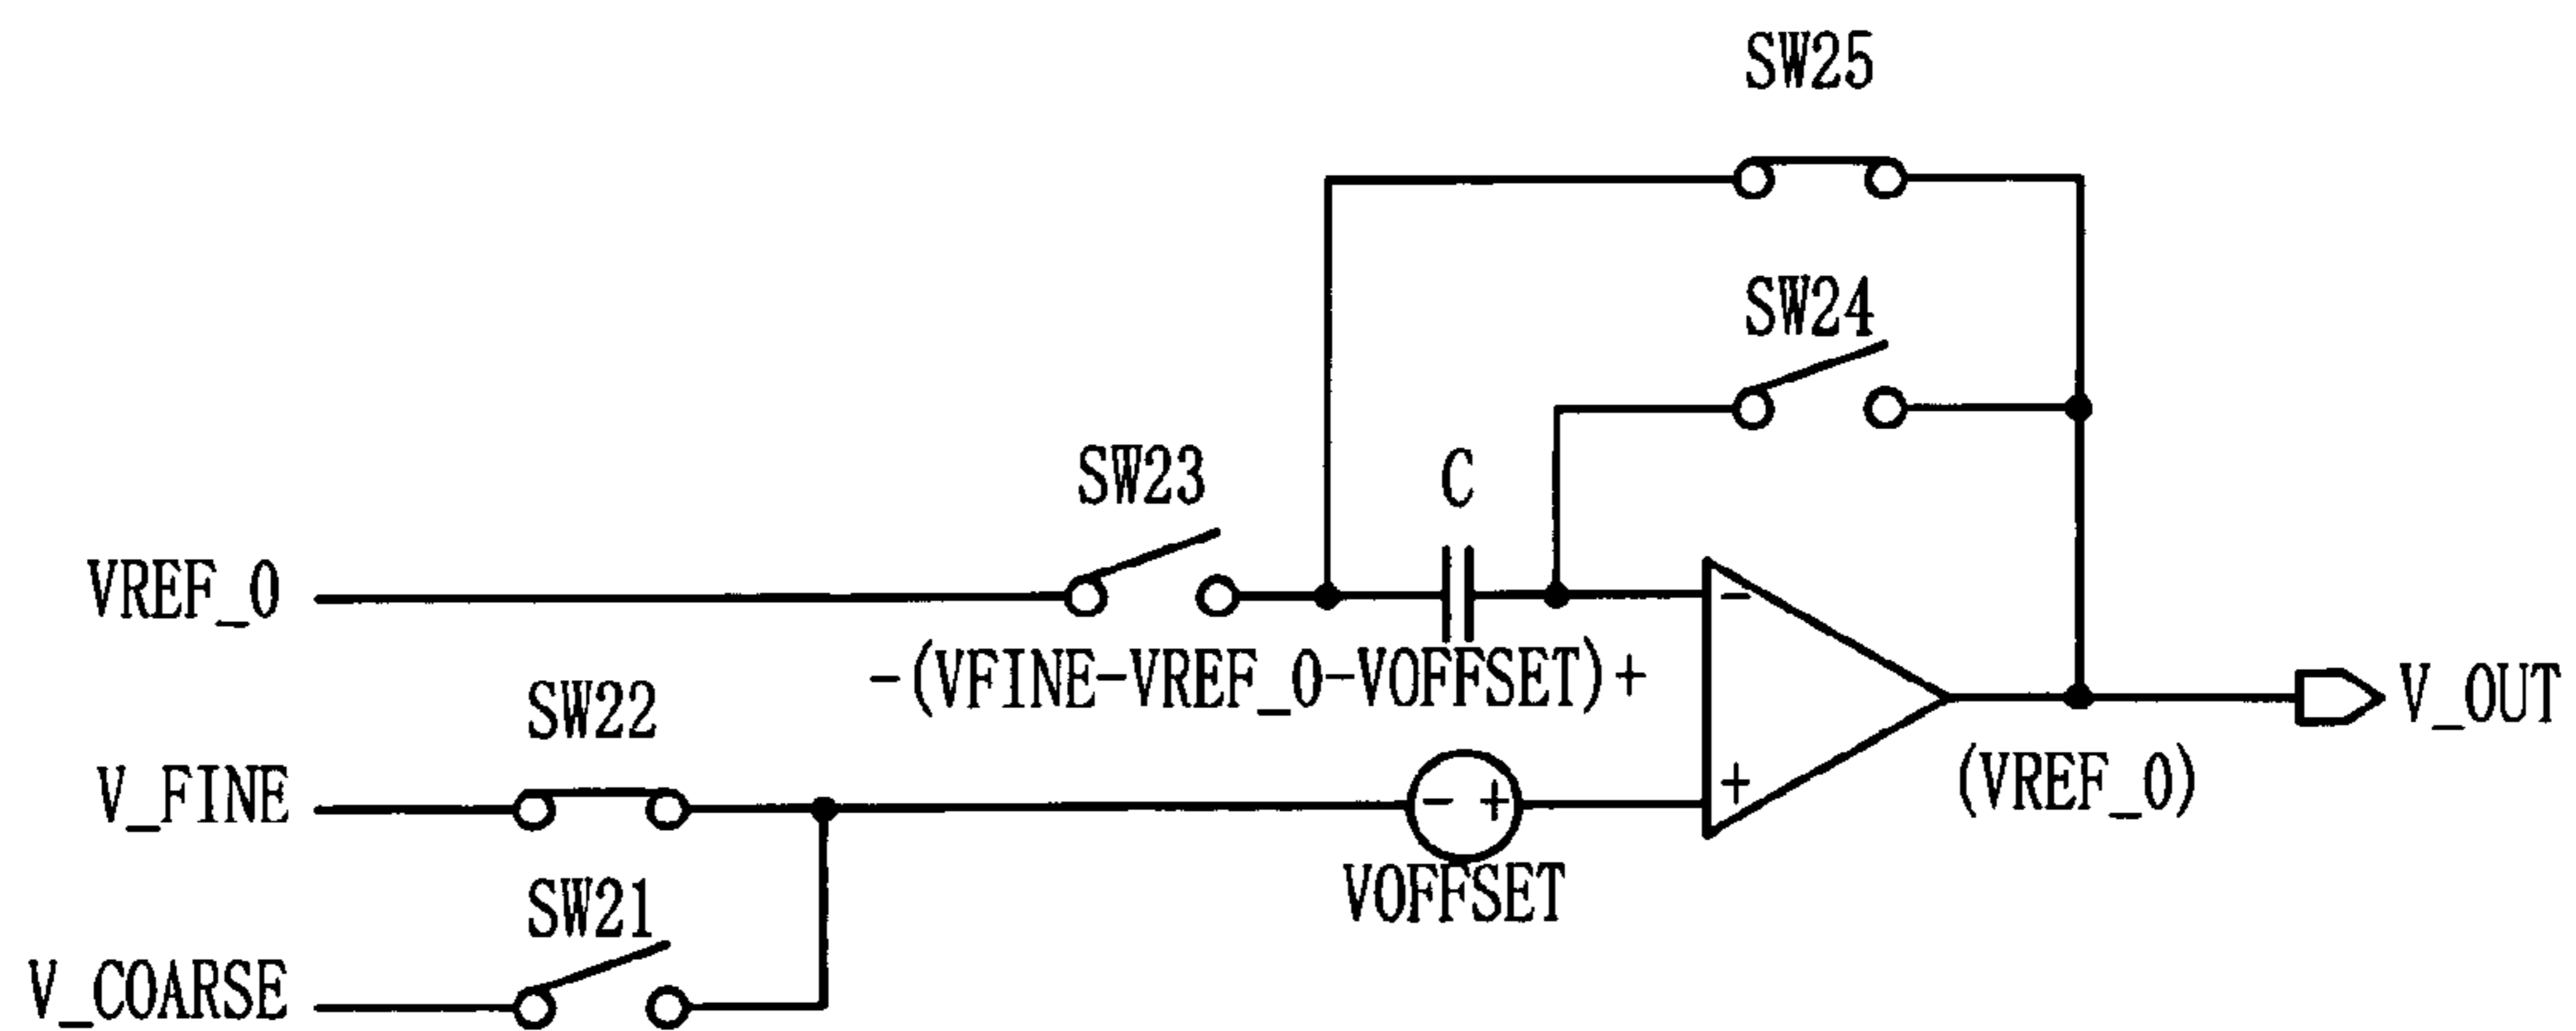 SW25
SW24
SW23
C
VREF_0
-(VFINE-VREF_0-VOFFSET)+
-
SW22
V_OUT
V_FINE
- +
+
(VREF_0)
SW21
VOFFSET
V_COARSE